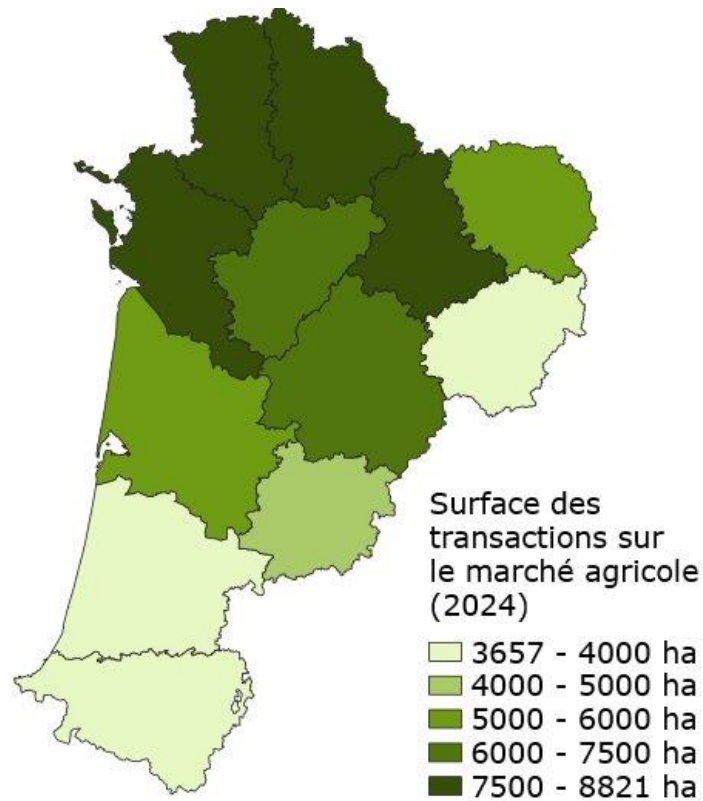 Surface des
transactions sur
le marché agricole
(2024)
3657 - 4000 ha
4000 - 5000 ha
5000 - 6000 ha
6000 - 7500 ha
7500 - 8821 ha